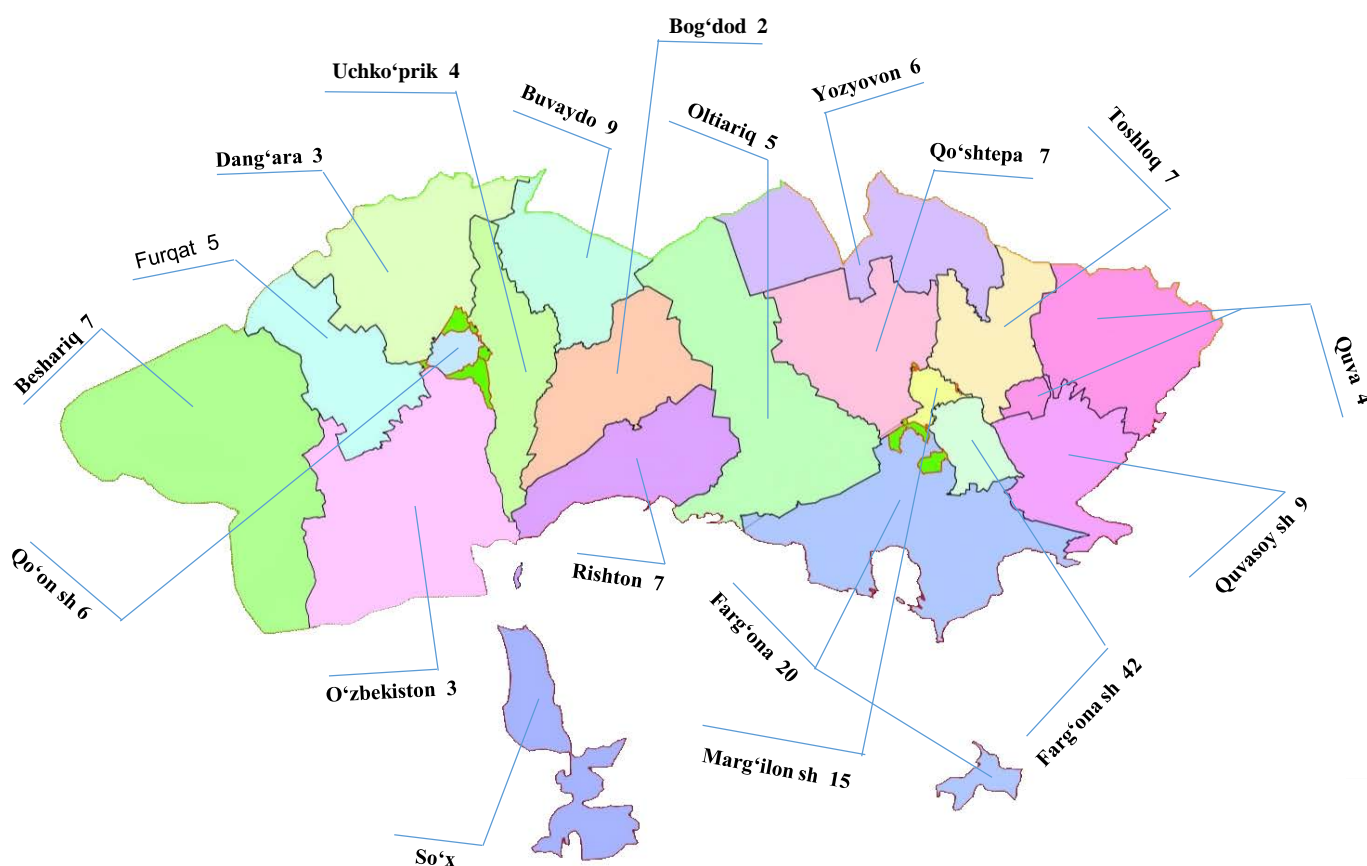 Bog‘dod 2
Uchko‘prik 4
Buvaydo 9
Oltiariq 5
Yozyovon 6
Toshloq 7
Dang‘ara 3
Qo‘shtepa 7
Furqat 5
Beshariq 7
Quva 4
Qo‘on sh 6
Rishton 7
Quvasoy sh 9
Farg‘ona 20
O‘zbekiston 3
Farg‘ona sh 42
Marg‘ilon sh 15
So‘x